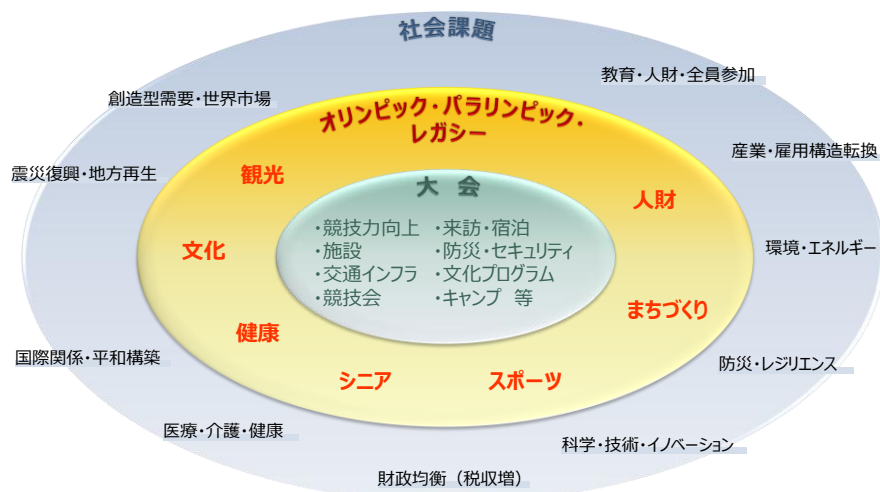 社会課題
教育・人財・全員参加
創造型需要・世界市場
オリンピック・パラリンピック・
レガシー
産業・雇用構造転換
震災復興・地方再生
観光
大 会
人財
・競技力向上 ・来訪・宿泊
・施設 ・防災・セキュリティ
・交通インフラ ・文化プログラム
・競技会 ・キャンプ 等
文化
環境・エネルギー
まちづくり
健康
国際関係・平和構築
防災・レジリエンス
シニア
スポーツ
医療・介護・健康
科学・技術・イノベーション
財政均衡（税収増）